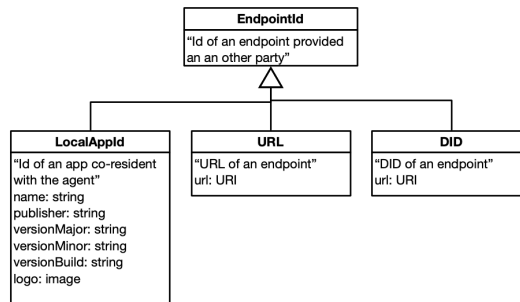 EndpointId
“Id of an endpoint provided
an an other party”
LocalAppId
“Id of an app co-resident
with the agent”
name: string
publisher: string
versionMajor: string
versionMinor: string
versionBuild: string
logo: image
URL
“URL of an endpoint”
url: URI
DID
“DID of an endpoint”
url: URI